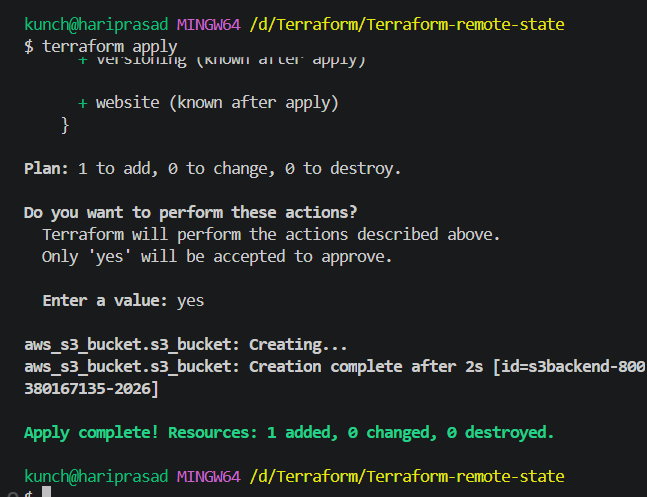 kunch@hariprasad MINGW64 /d/Terraform/Terraform-remote-state
$ terraform apply
+ versioning (known after apply)
+ website (known after apply)
}
Plan: 1 to add, 0 to change, 0 to destroy.
Do you want to perform these actions?
Terraform will perform the actions described above.
Only 'yes' will be accepted to approve.
Enter a value: yes
aws_s3_bucket.s3_bucket: Creating...
aws_s3_bucket.s3_bucket: Creation complete after 2s [id=s3backend-800
380167135-2026]
Apply complete! Resources: 1 added, 0 changed, 0 destroyed.
kunch@hariprasad MINGW64 /d/Terraform/Terraform-remote-state
$